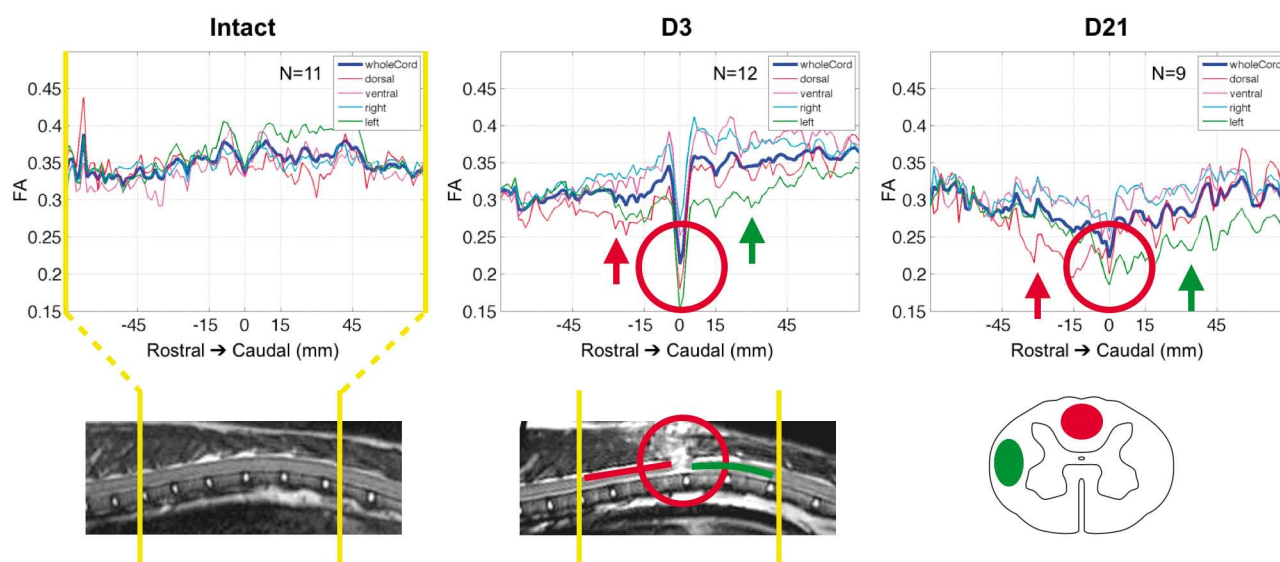 Intact
D3
D21
N=11
wholeCord
dorsal
ventral
right
left
0.45
0.4
0.35
0.3
0.25
0.2
0.15
FA
-45
-15
0
15
45
Rostral ➔ Caudal (mm)
N=12
wholeCord
dorsal
ventral
right
left
0.45
0.4
0.35
0.3
0.25
0.2
0.15
FA
-45
-15
0
15
45
Rostral ➔ Caudal (mm)
N=9
wholeCord
dorsal
ventral
right
left
0.45
0.4
0.35
0.3
0.25
0.2
0.15
FA
-45
-15
0
15
45
Rostral ➔ Caudal (mm)